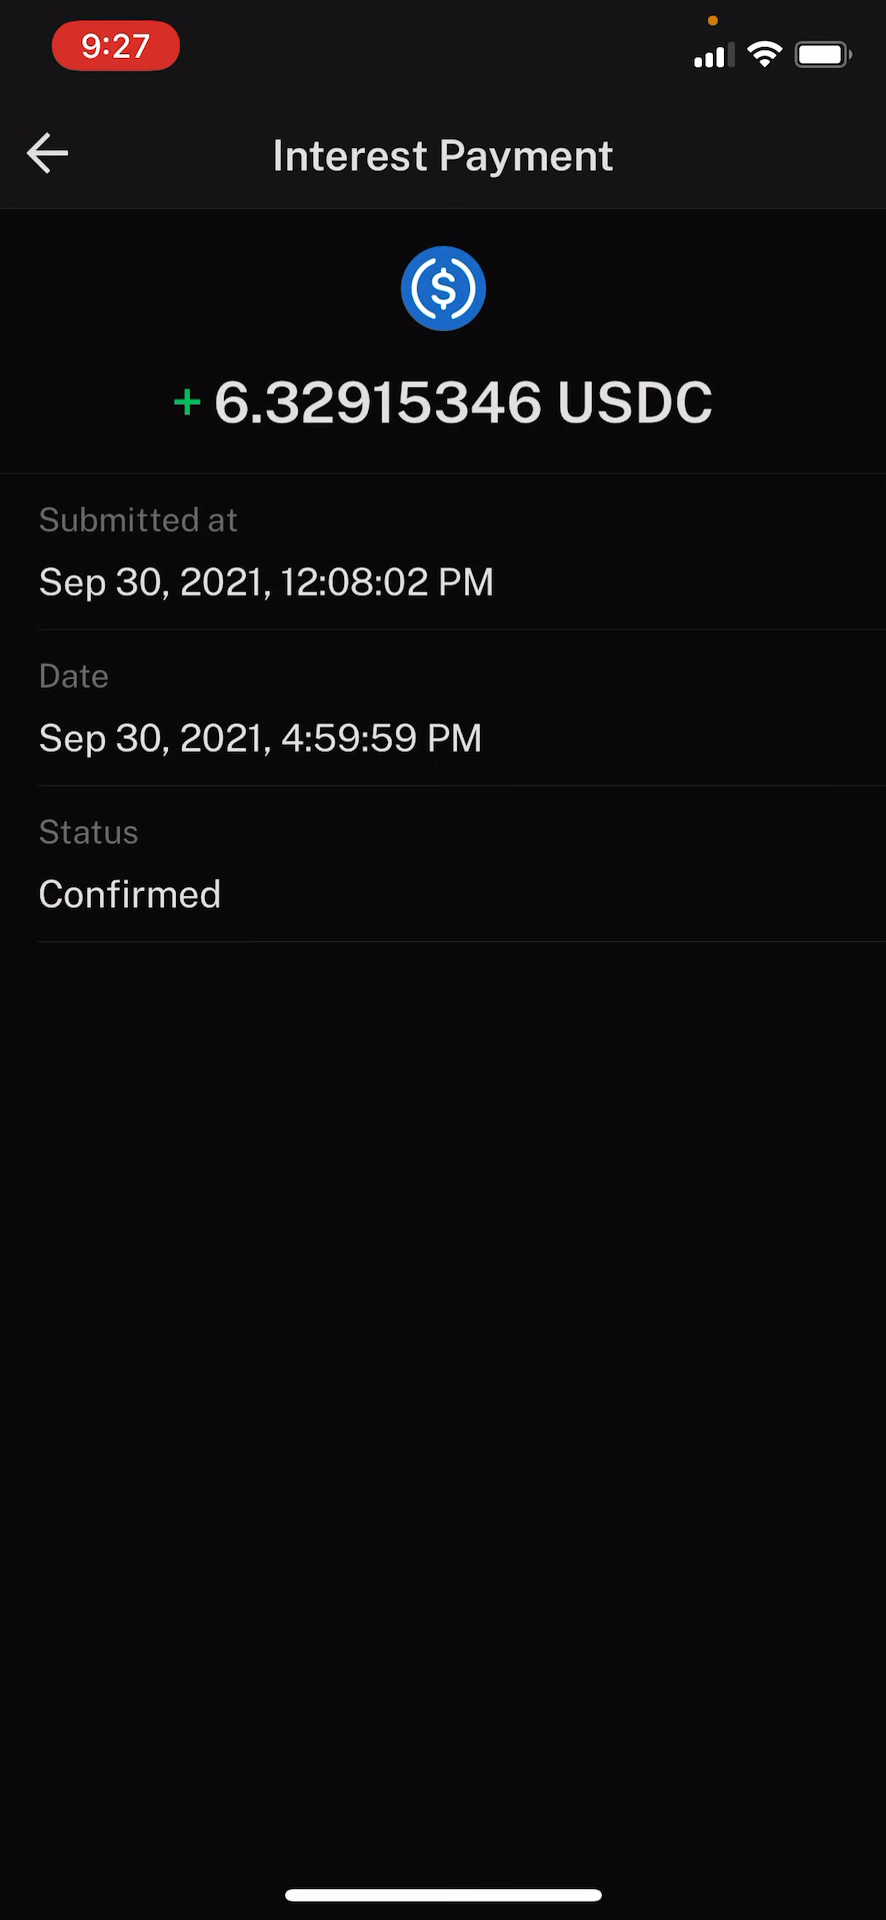 9:27
Interest Payment
+ 6.32915346 USDC
Submitted at
Sep 30, 2021, 12:08:02 PM
Date
Sep 30, 2021, 4:59:59 PM
Status
Confirmed